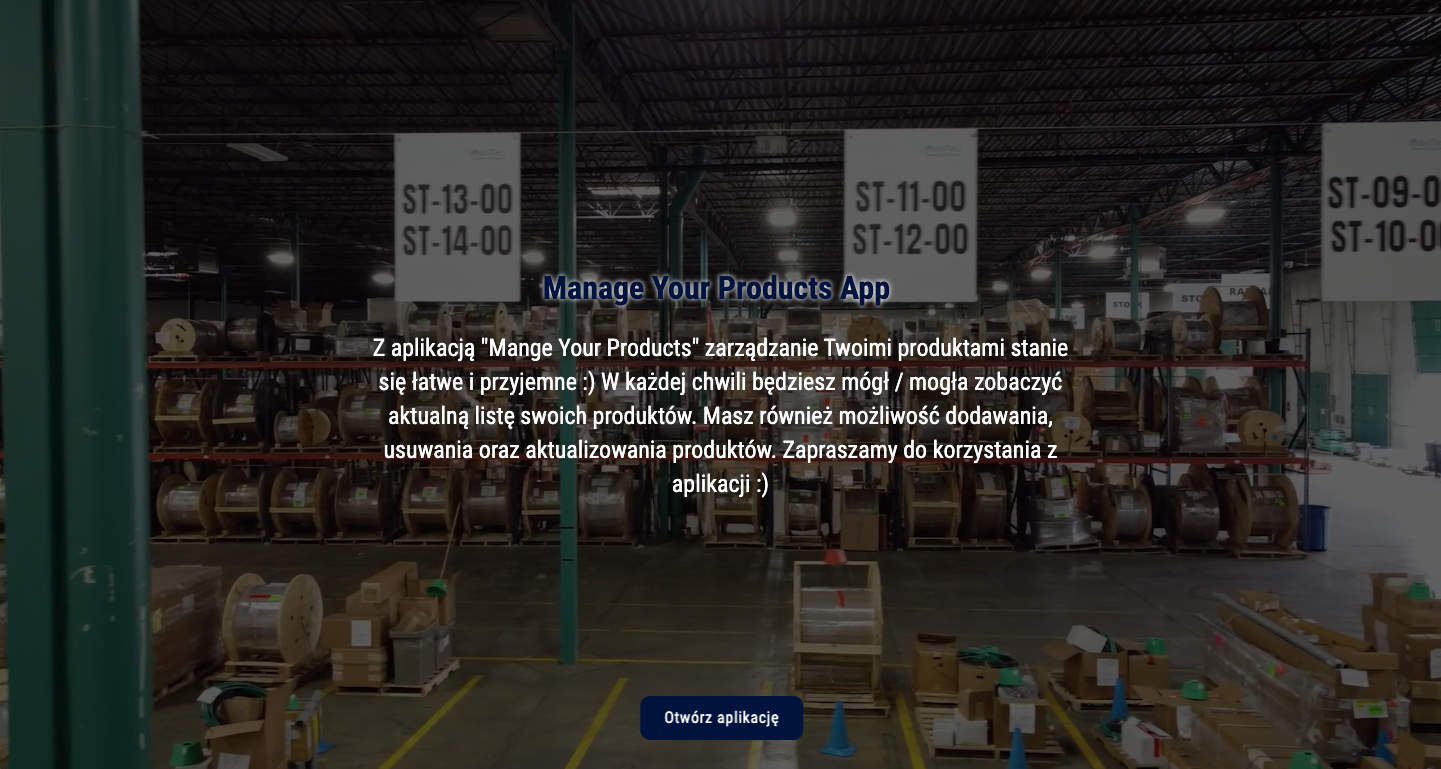 ST-13-00
ST-14-00
ST-11-00
ST-12-00
ST-09-0
ST-10-0
Manage Your Products App
Z aplikacją "Mange Your Products" zarządzanie Twoimi produktami stanie
się łatwe i przyjemne :) W każdej chwili będziesz mógł / mogła zobaczyć
aktualną listę swoich produktów. Masz również możliwość dodawania,
usuwania oraz aktualizowania produktów. Zapraszamy do korzystania z
aplikacji :)
Otwórz aplikację